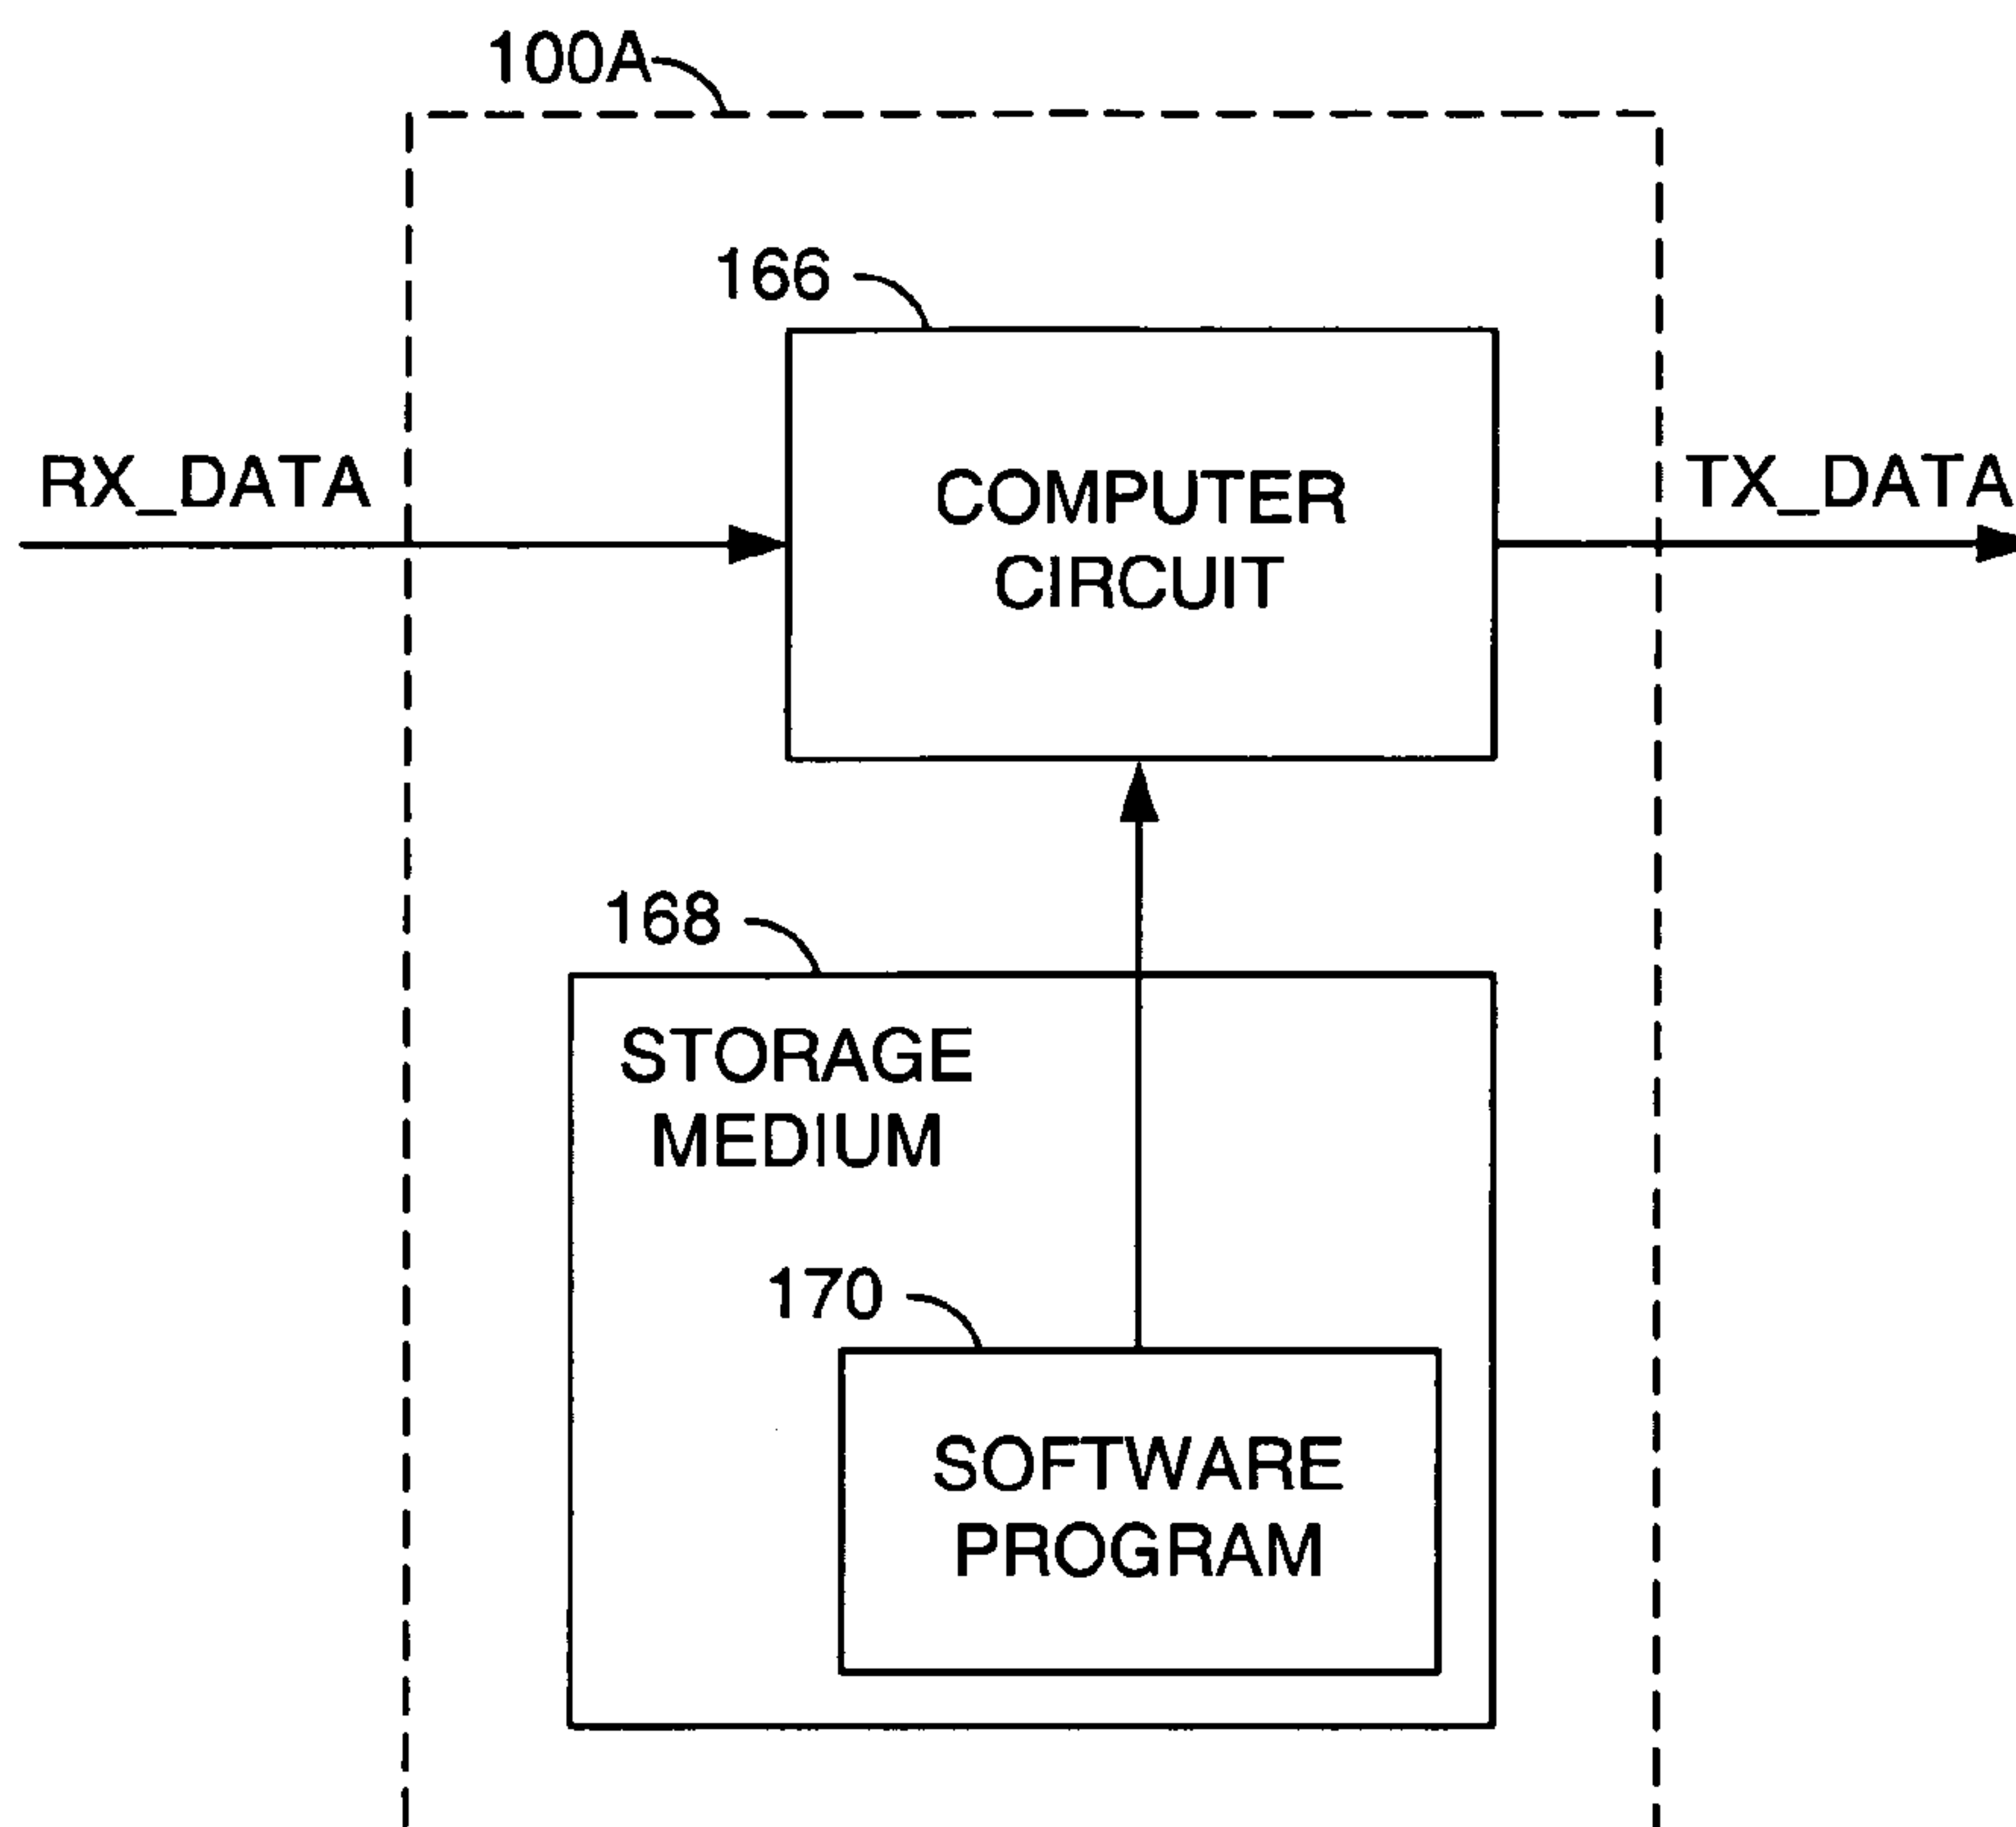 100A
166
RX_DATA
COMPUTER
CIRCUIT
TX_DATA
168
STORAGE
MEDIUM
170
SOFTWARE
PROGRAM